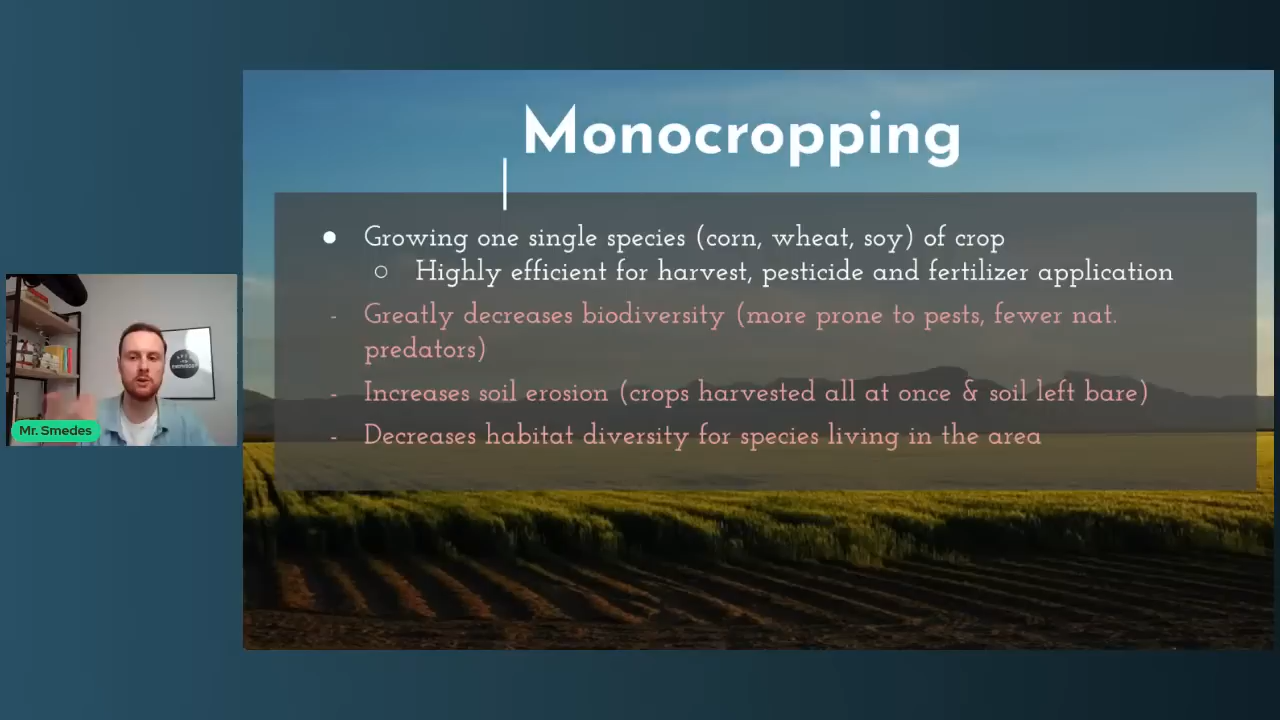 Monocropping
● Growing one single species (corn, wheat, soy) of crop
○ Highly efficient for harvest, pesticide and fertilizer application
- Greatly decreases biodiversity (more prone to pests, fewer nat.
predators)
- Increases soil erosion (crops harvested all at once & soil left bare)
- Decreases habitat diversity for species living in the area
Mr. Smedes